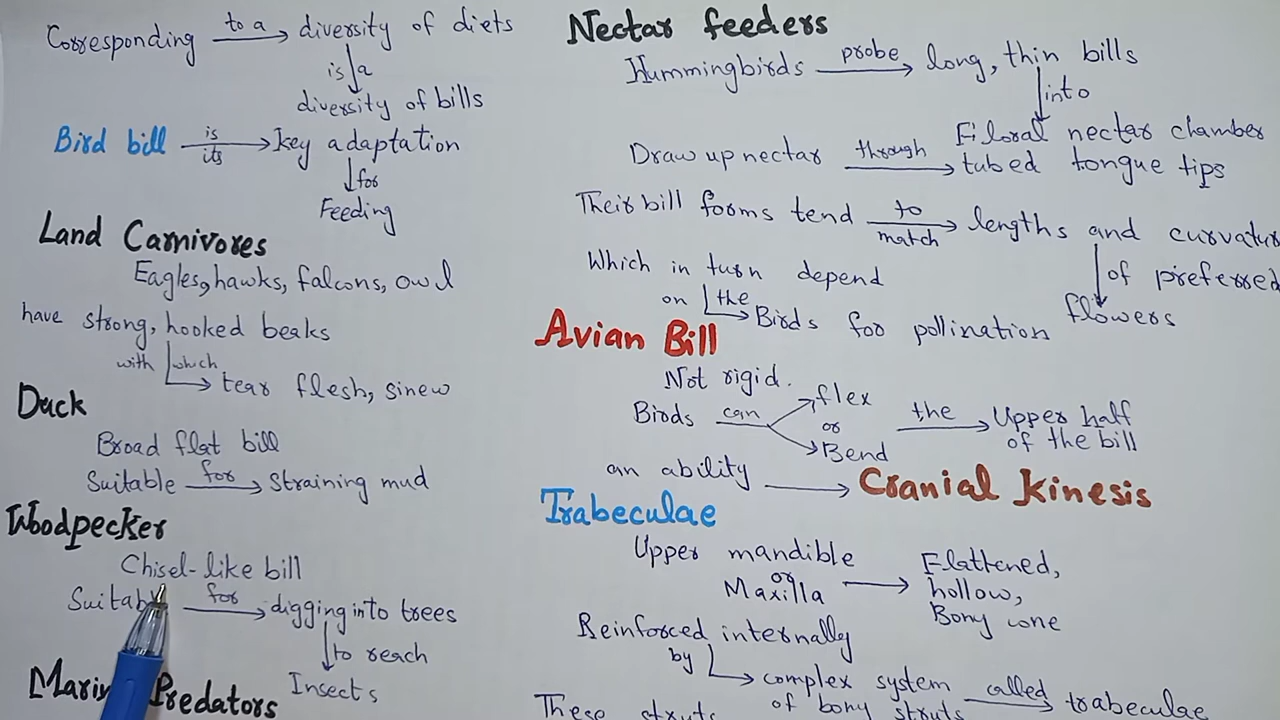 Corresponding to a diversity of diets
is a
diversity of bills
Bird bill is its key adaptation
for
Feeding
Land Carnivores
Eagles, hawks, falcons, owl
have strong, hooked beaks
with which
tear flesh, sinew
Duck
Broad flat bill
Suitable for straining mud
Woodpecker
Chisel-like bill
Suitable for digging into trees
to reach
Insects
Predators
Nectar feeders
Hummingbirds probe long, thin bills
into
Filoral nectar chamber
Draw up nectar through tubed tongue tips
Their bill forms tend to match lengths and curvatur
of preferred
flowers
Which in turn depend
on the
Birds for pollination
Avian Bill
Not rigid.
Birds can flex or Bend the Upper half of the bill
an ability Cranial Kinesis
Trabeculae
Upper mandible or Maxilla Flattened, hollow, Bony cone
Reinforced internally
by complex system of bony struts called trabeculae
These struts